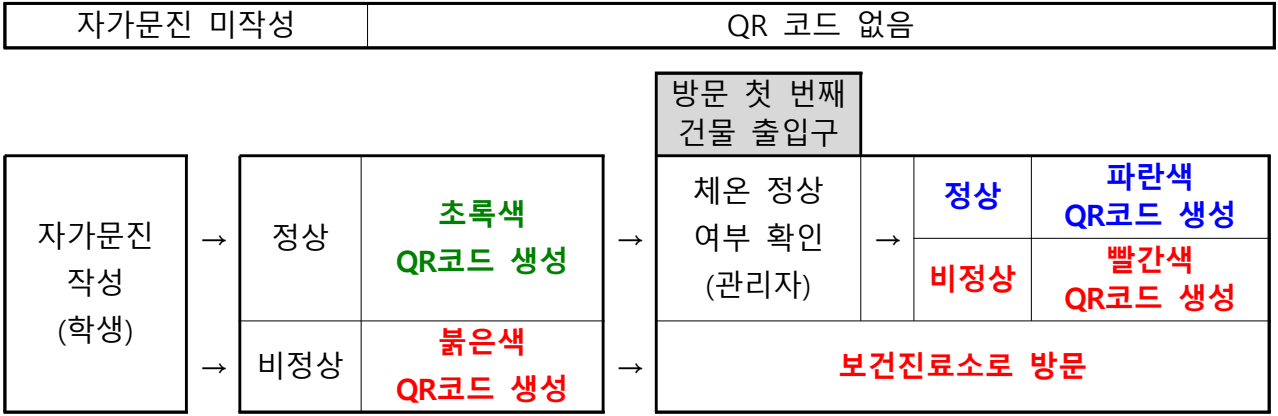 자가문진 미작성 QR 코드 없음
방문 첫 번째
건물 출입구
자가문진
작성
(학생)
→
정상
초록색
QR코드 생성
→
체온 정상
여부 확인
(관리자)
→
정상
파란색
QR코드 생성
비정상
빨간색
QR코드 생성
→
비정상
붉은색
QR코드 생성
→
보건진료소로 방문